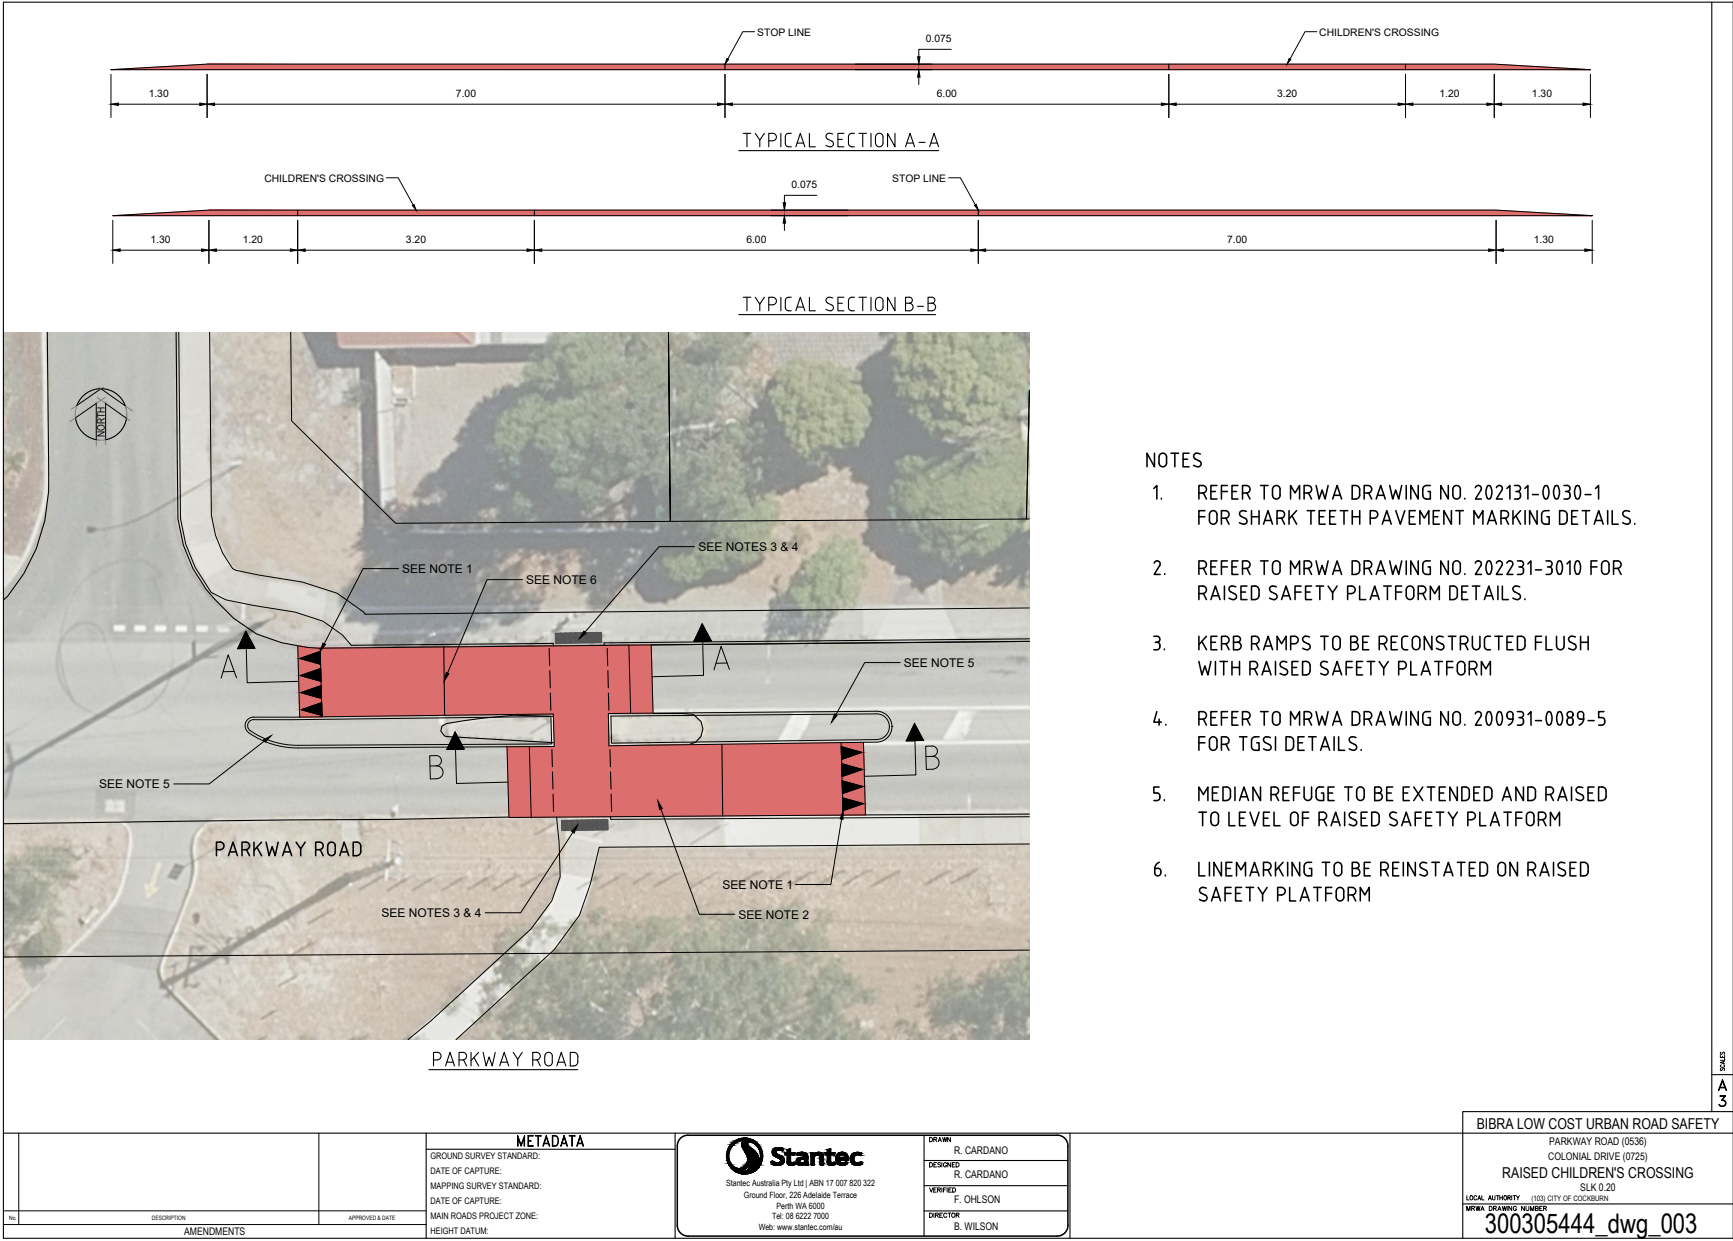 STOP LINE
0.075
CHILDREN'S CROSSING
1.30
7.00
6.00
3.20
1.20
1.30
TYPICAL SECTION A-A
CHILDREN'S CROSSING
0.075
STOP LINE
1.30
1.20
3.20
6.00
7.00
1.30
TYPICAL SECTION B-B
NORTH
SEE NOTES 3 & 4
SEE NOTE 1
SEE NOTE 6
A
A
SEE NOTE 5
B
B
SEE NOTE 5
PARKWAY ROAD
SEE NOTE 1
SEE NOTES 3 & 4
SEE NOTE 2
PARKWAY ROAD
NOTES
1. REFER TO MRWA DRAWING NO. 202131-0030-1
FOR SHARK TEETH PAVEMENT MARKING DETAILS.
2. REFER TO MRWA DRAWING NO. 202231-3010 FOR
RAISED SAFETY PLATFORM DETAILS.
3. KERB RAMPS TO BE RECONSTRUCTED FLUSH
WITH RAISED SAFETY PLATFORM
4. REFER TO MRWA DRAWING NO. 200931-0089-5
FOR TGSI DETAILS.
5. MEDIAN REFUGE TO BE EXTENDED AND RAISED
TO LEVEL OF RAISED SAFETY PLATFORM
6. LINEMARKING TO BE REINSTATED ON RAISED
SAFETY PLATFORM
SCALES
A3
No.
DESCRIPTION
APPROVED & DATE
AMENDMENTS
METADATA
GROUND SURVEY STANDARD:
DATE OF CAPTURE:
MAPPING SURVEY STANDARD:
DATE OF CAPTURE:
MAIN ROADS PROJECT ZONE:
HEIGHT DATUM:
Stantec
Stantec Australia Pty Ltd | ABN 17 007 820 322
Ground Floor, 226 Adelaide Terrace
Perth WA 6000
Tel: 08 6222 7000
Web: www.stantec.com/au
DRAWN
R. CARDANO
DESIGNED
R. CARDANO
VERIFIED
F. OHLSON
DIRECTOR
B. WILSON
BIBRA LOW COST URBAN ROAD SAFETY
PARKWAY ROAD (0536)
COLONIAL DRIVE (0725)
RAISED CHILDREN'S CROSSING
SLK 0.20
LOCAL AUTHORITY (103) CITY OF COCKBURN
MRWA DRAWING NUMBER
300305444_dwg_003